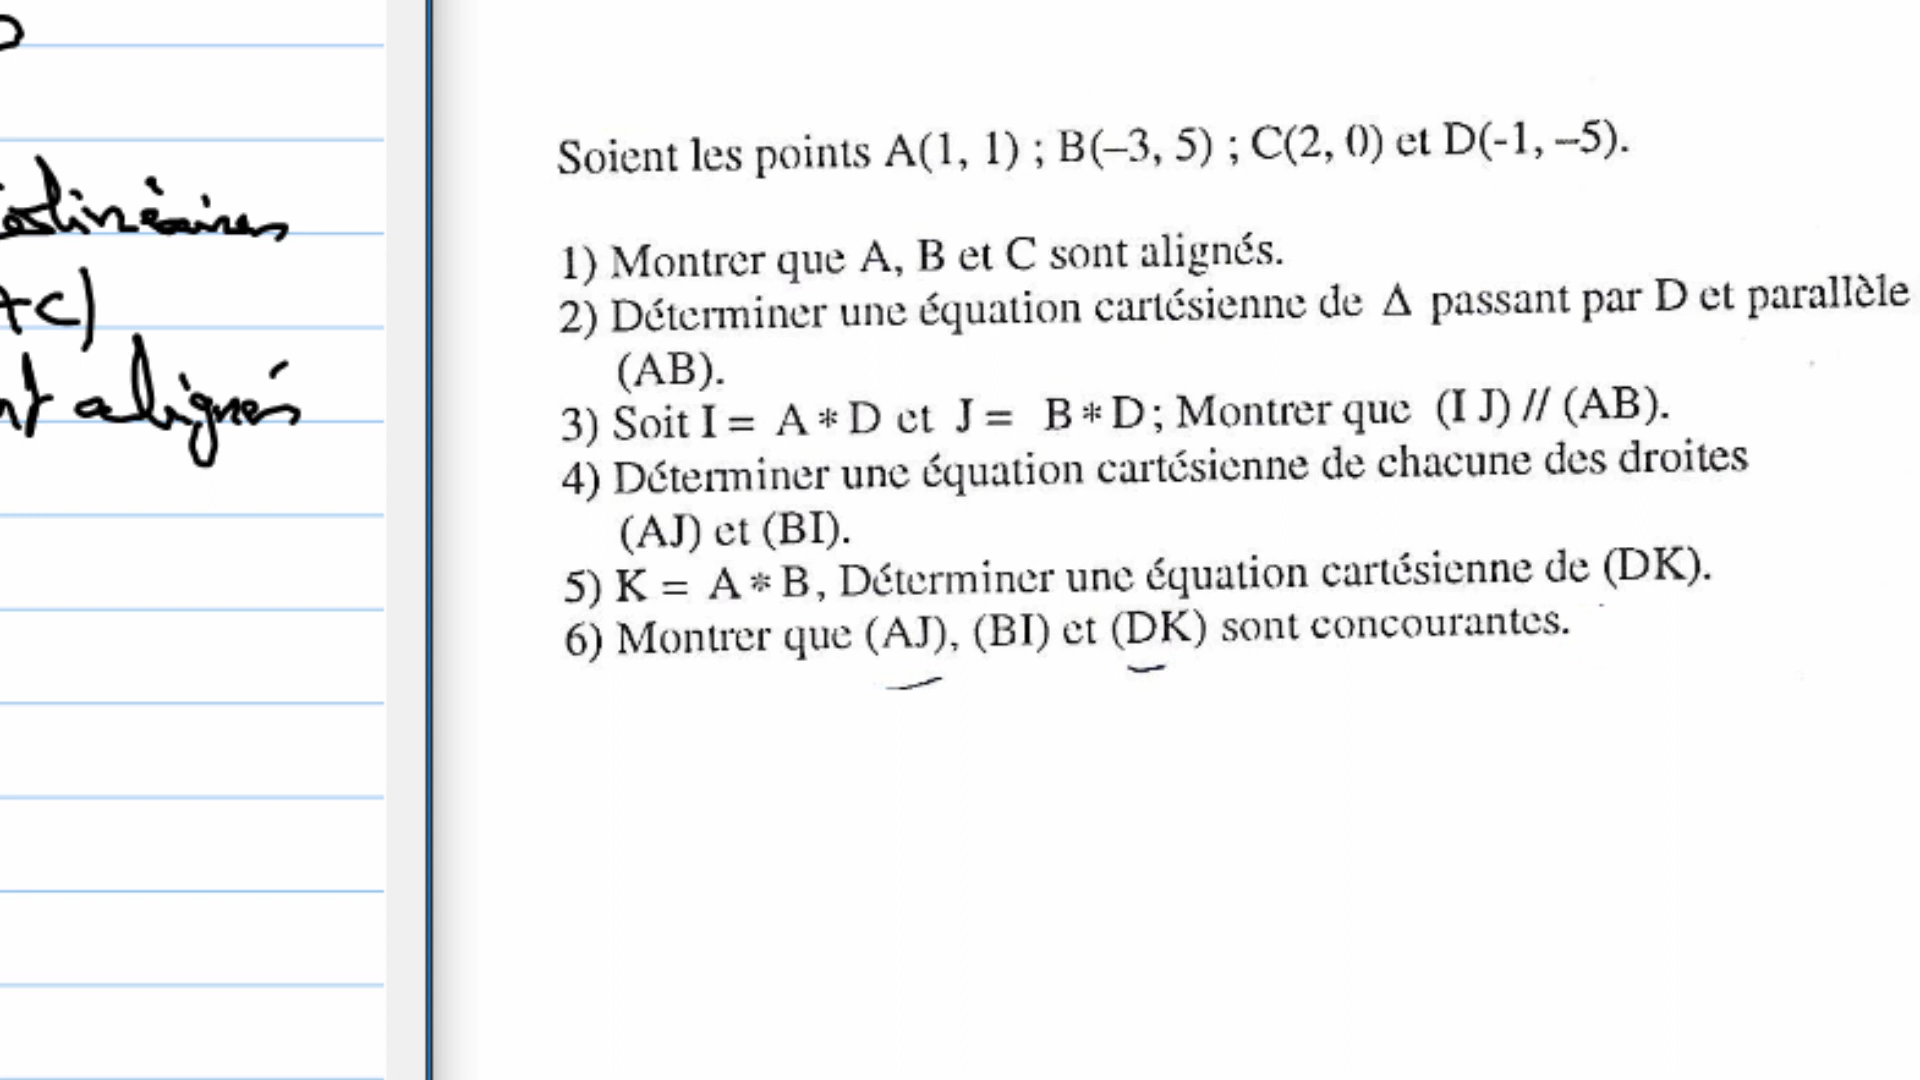 +c)
alignés
Soient les points A(1, 1) ; B(–3, 5) ; C(2, 0) et D(-1, –5).
1) Montrer que A, B et C sont alignés.
2) Déterminer une équation cartésienne de Δ passant par D et parallèle
(AB).
3) Soit I = A * D et J = B * D ; Montrer que (I J) // (AB).
4) Déterminer une équation cartésienne de chacune des droites
(AJ) et (BI).
5) K = A * B, Déterminer une équation cartésienne de (DK).
6) Montrer que (AJ), (BI) et (DK) sont concourantes.